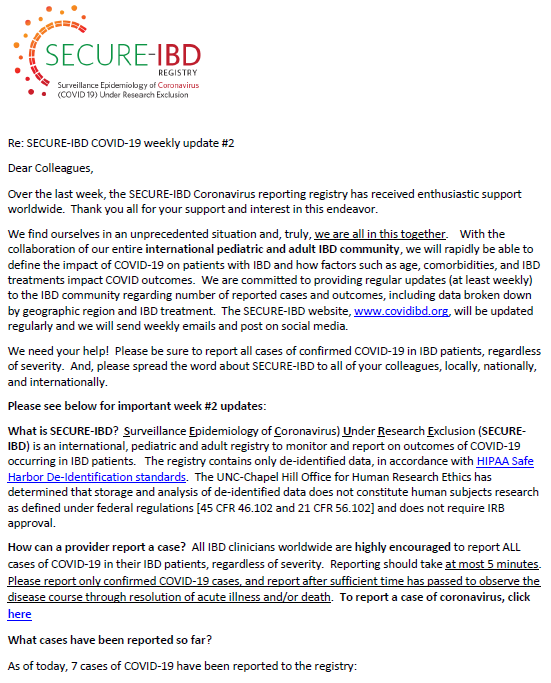 SECURE-IBD
REGISTRY
Surveillance Epidemiology of Coronavirus
(COVID 19) Under Research Exclusion
Re: SECURE-IBD COVID-19 weekly update #2
Dear Colleagues,
Over the last week, the SECURE-IBD Coronavirus reporting registry has received enthusiastic support
worldwide.  Thank you all for your support and interest in this endeavor.
We find ourselves in an unprecedented situation and, truly, we are all in this together.    With the
collaboration of our entire international pediatric and adult IBD community, we will rapidly be able to
define the impact of COVID-19 on patients with IBD and how factors such as age, comorbidities, and IBD
treatments impact COVID outcomes.  We are committed to providing regular updates (at least weekly)
to the IBD community regarding number of reported cases and outcomes, including data broken down
by geographic region and IBD treatment.  The SECURE-IBD website, www.covidibd.org, will be updated
regularly and we will send weekly emails and post on social media.
We need your help!  Please be sure to report all cases of confirmed COVID-19 in IBD patients, regardless
of severity.  And, please spread the word about SECURE-IBD to all of your colleagues, locally, nationally,
and internationally.
Please see below for important week #2 updates:
What is SECURE-IBD?  Surveillance Epidemiology of Coronavirus) Under Research Exclusion (SECURE-
IBD) is an international, pediatric and adult registry to monitor and report on outcomes of COVID-19
occurring in IBD patients.   The registry contains only de-identified data, in accordance with HIPAA Safe
Harbor De-Identification standards.  The UNC-Chapel Hill Office for Human Research Ethics has
determined that storage and analysis of de-identified data does not constitute human subjects research
as defined under federal regulations [45 CFR 46.102 and 21 CFR 56.102] and does not require IRB
approval.
How can a provider report a case?  All IBD clinicians worldwide are highly encouraged to report ALL
cases of COVID-19 in their IBD patients, regardless of severity.  Reporting should take at most 5 minutes.
Please report only confirmed COVID-19 cases, and report after sufficient time has passed to observe the
disease course through resolution of acute illness and/or death.  To report a case of coronavirus, click
here
What cases have been reported so far?
As of today, 7 cases of COVID-19 have been reported to the registry: